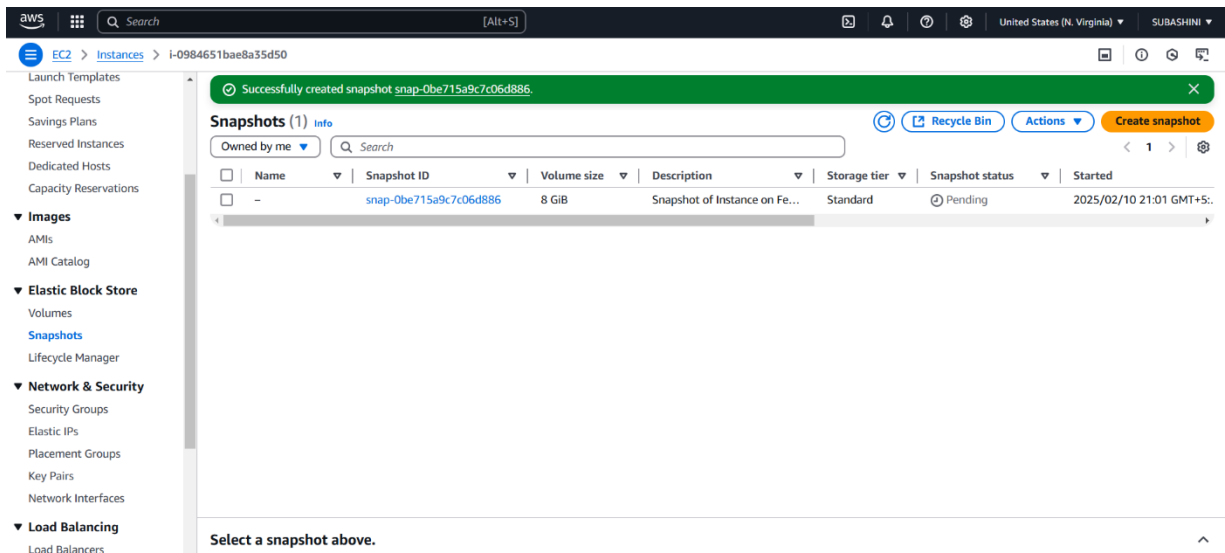 aws Search [Alt+S] United States (N. Virginia) SUBASHINI
EC2 > Instances > i-0984651bae8a35d50
Launch Templates
Spot Requests
Savings Plans
Reserved Instances
Dedicated Hosts
Capacity Reservations
Images
AMIs
AMI Catalog
Elastic Block Store
Volumes
Snapshots
Lifecycle Manager
Network & Security
Security Groups
Elastic IPs
Placement Groups
Key Pairs
Network Interfaces
Load Balancing
Load Balancers
Successfully created snapshot snap-0be715a9c7c06d886.
Snapshots (1) Info Recycle Bin Actions Create snapshot
Owned by me Search 1
Name Snapshot ID Volume size Description Storage tier Snapshot status Started
– snap-0be715a9c7c06d886 8 GiB Snapshot of Instance on Fe... Standard Pending 2025/02/10 21:01 GMT+5:.
Select a snapshot above.